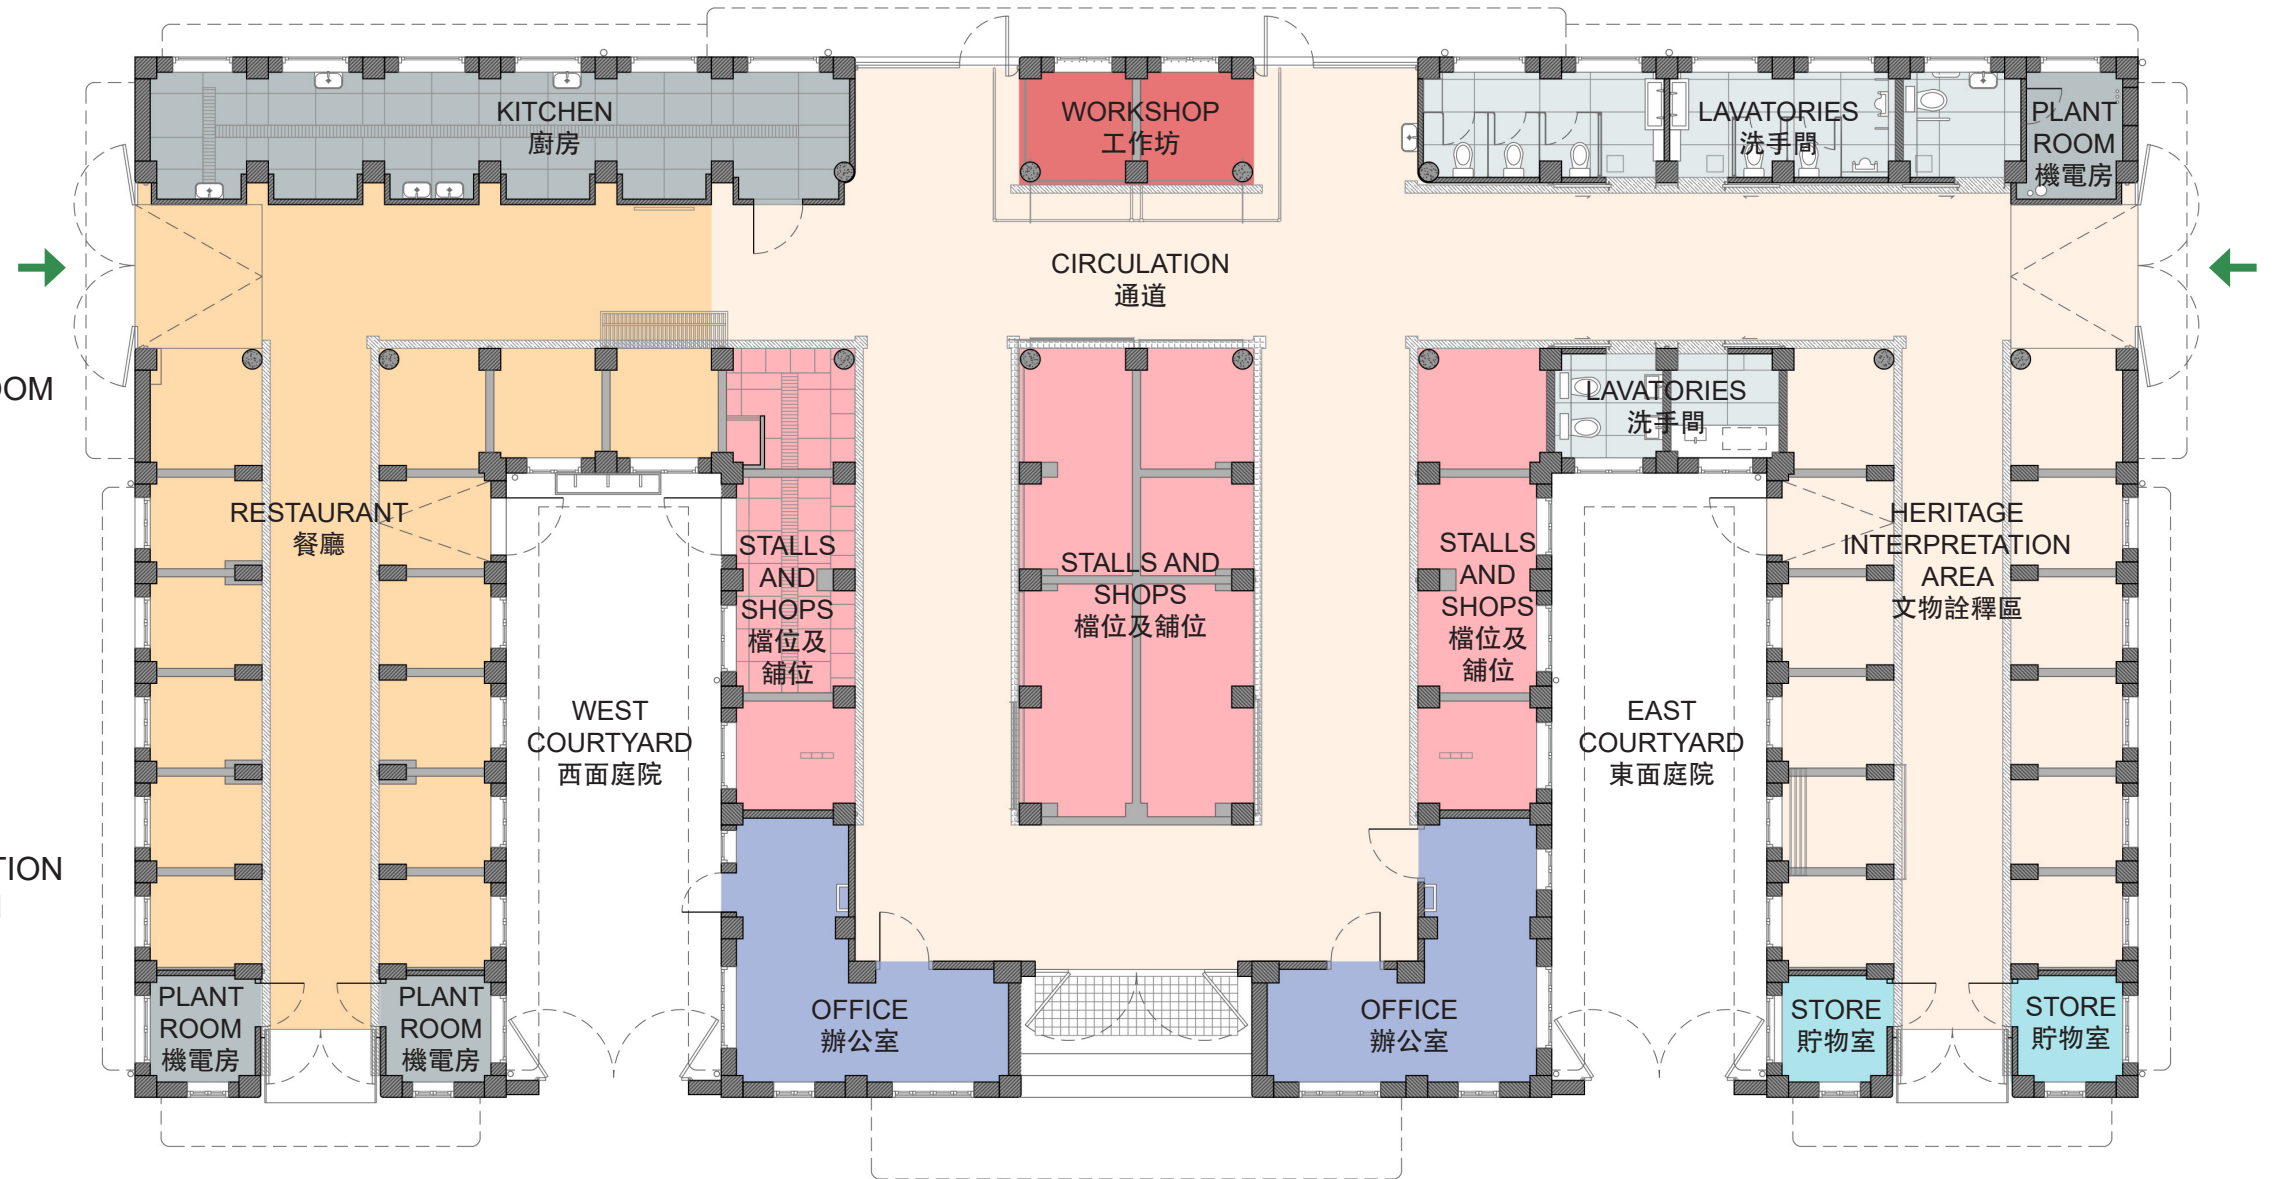 KITCHEN
廚房
WORKSHOP
工作坊
LAVATORIES
洗手間
PLANT
ROOM
機電房
CIRCULATION
通道
OOM
LAVATORIES
洗手間
RESTAURANT
餐廳
STALLS
AND
SHOPS
檔位及
舖位
STALLS AND
SHOPS
檔位及舖位
STALLS
AND
SHOPS
檔位及
舖位
HERITAGE
INTERPRETATION
AREA
文物詮釋區
WEST
COURTYARD
西面庭院
EAST
COURTYARD
東面庭院
TION
PLANT
ROOM
機電房
PLANT
ROOM
機電房
OFFICE
辦公室
OFFICE
辦公室
STORE
貯物室
STORE
貯物室